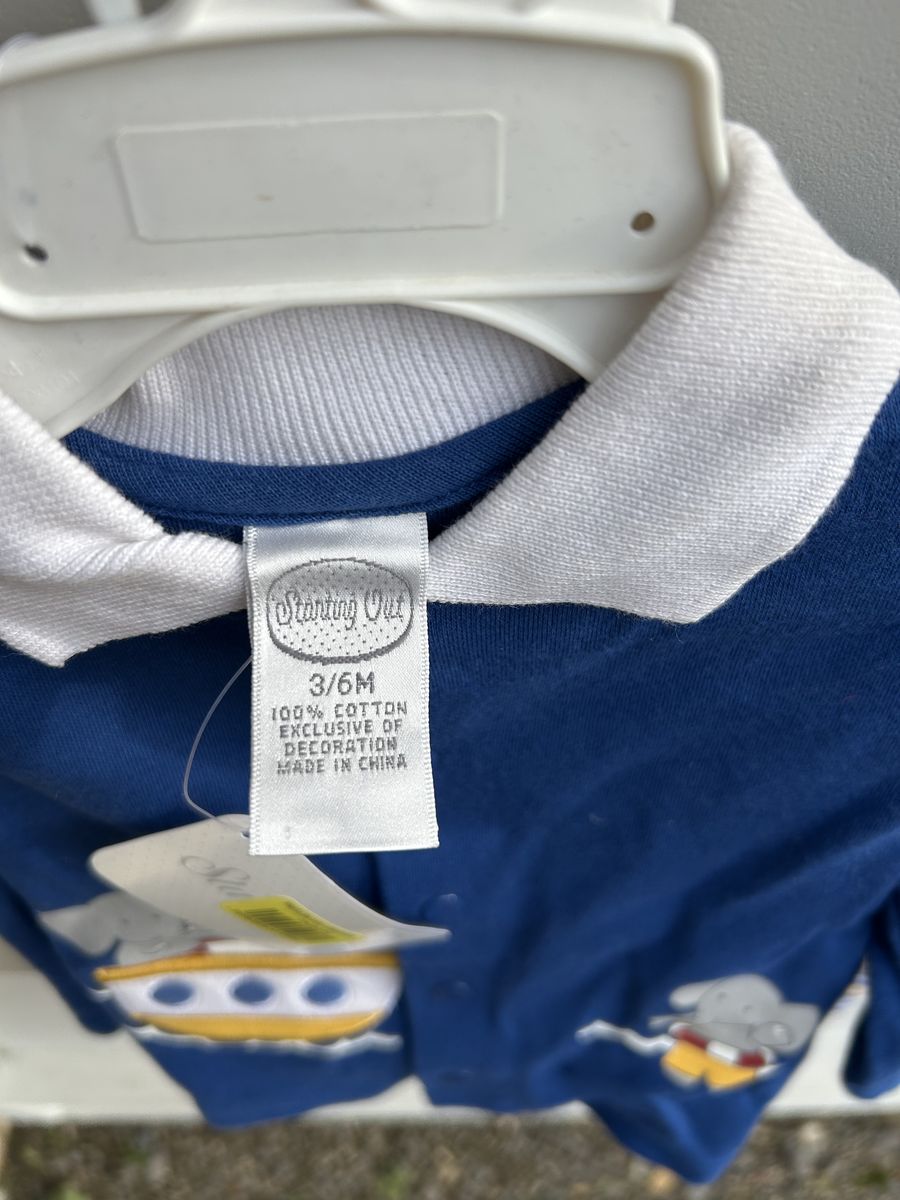 Starting Out
3/6M
100% COTTON
EXCLUSIVE OF
DECORATION
MADE IN CHINA